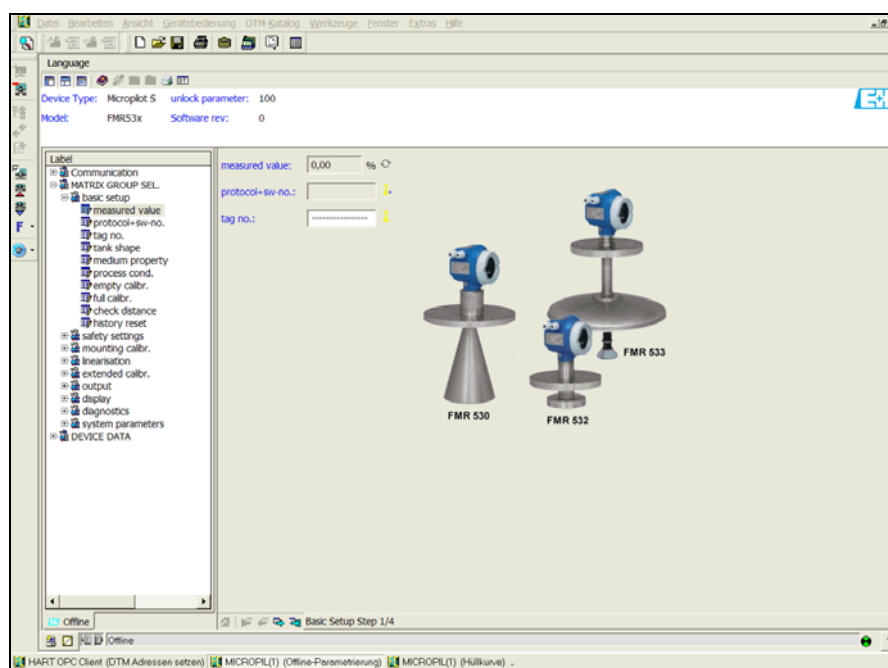 Datei Bearbeiten Ansicht Gerätebedienung DTM-Katalog Werkzeuge Fenster Extras Hilfe
Language
Device Type: Micropilot S unlock parameter: 100
Model: FMR53x Software rev: 0
E+
Label
Communication
MATRIX GROUP SEL.
basic setup
measured value
protocol+sw-no.
tag no.
tank shape
medium property
process cond.
empty calibr.
full calibr.
check distance
history reset
safety settings
mounting calibr.
linearisation
extended calibr.
output
display
diagnostics
system parameters
DEVICE DATA
measured value: 0,00 %
protocol+sw-no.:
tag no.: ----------------
FMR 530
FMR 532
FMR 533
F
Offline
Basic Setup Step 1/4
Offline
HART OPC Client (DTM Adressen setzen) MICROPIL(1) (Offline-Parametrierung) MICROPIL(1) (Hüllkurve)